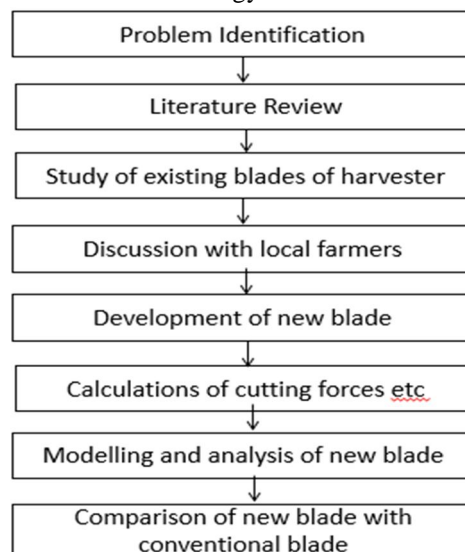 Problem Identification
Literature Review
Study of existing blades of harvester
Discussion with local farmers
Development of new blade
Calculations of cutting forces etc
Modelling and analysis of new blade
Comparison of new blade with
conventional blade